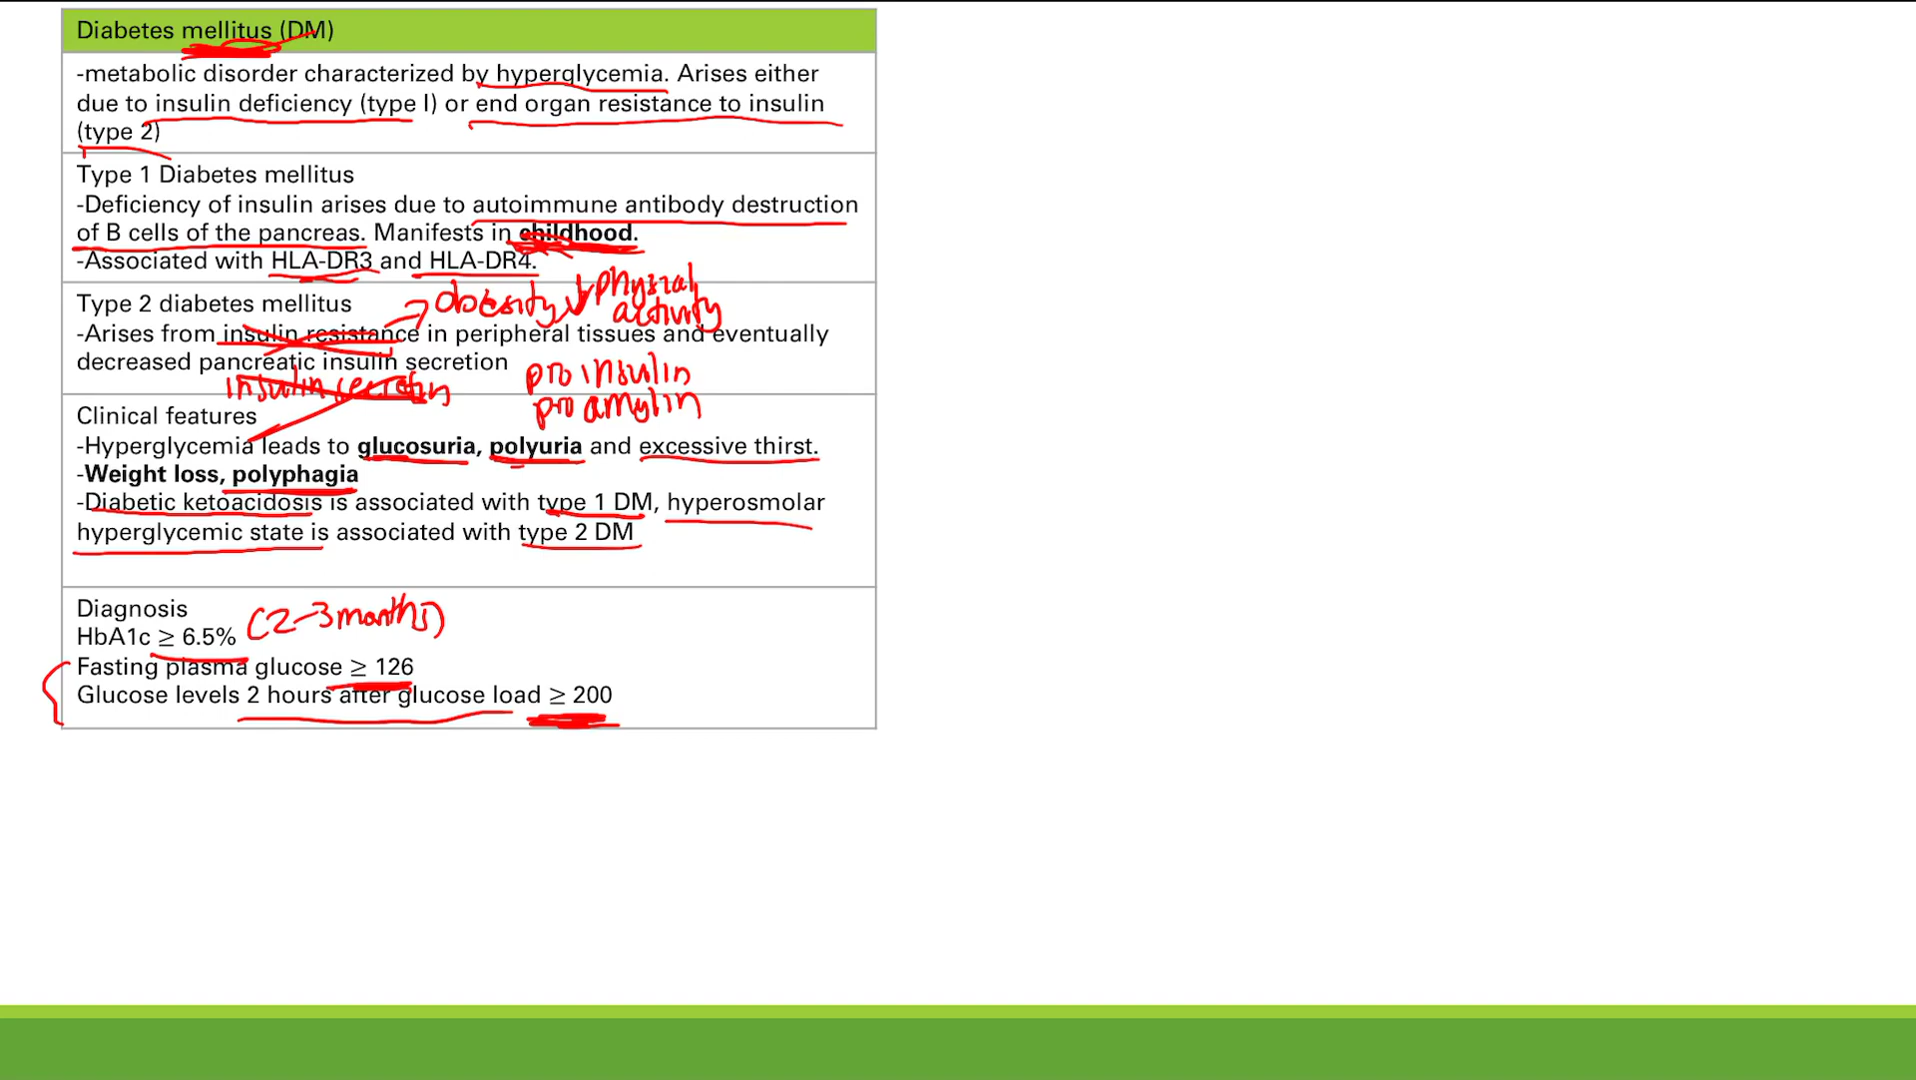 Diabetes mellitus (DM)
-metabolic disorder characterized by hyperglycemia. Arises either
due to insulin deficiency (type I) or end organ resistance to insulin
(type 2)
Type 1 Diabetes mellitus
-Deficiency of insulin arises due to autoimmune antibody destruction
of B cells of the pancreas. Manifests in childhood.
-Associated with HLA-DR3 and HLA-DR4.
Type 2 diabetes mellitus
obesity ↓ physical
activity
-Arises from insulin resistance in peripheral tissues and eventually
decreased pancreatic insulin secretion
insulin secretion
proinsulin
pro amylin
Clinical features
-Hyperglycemia leads to glucosuria, polyuria and excessive thirst.
-Weight loss, polyphagia
-Diabetic ketoacidosis is associated with type 1 DM, hyperosmolar
hyperglycemic state is associated with type 2 DM
Diagnosis
HbA1c ≥ 6.5% (2-3 months)
Fasting plasma glucose ≥ 126
Glucose levels 2 hours after glucose load ≥ 200